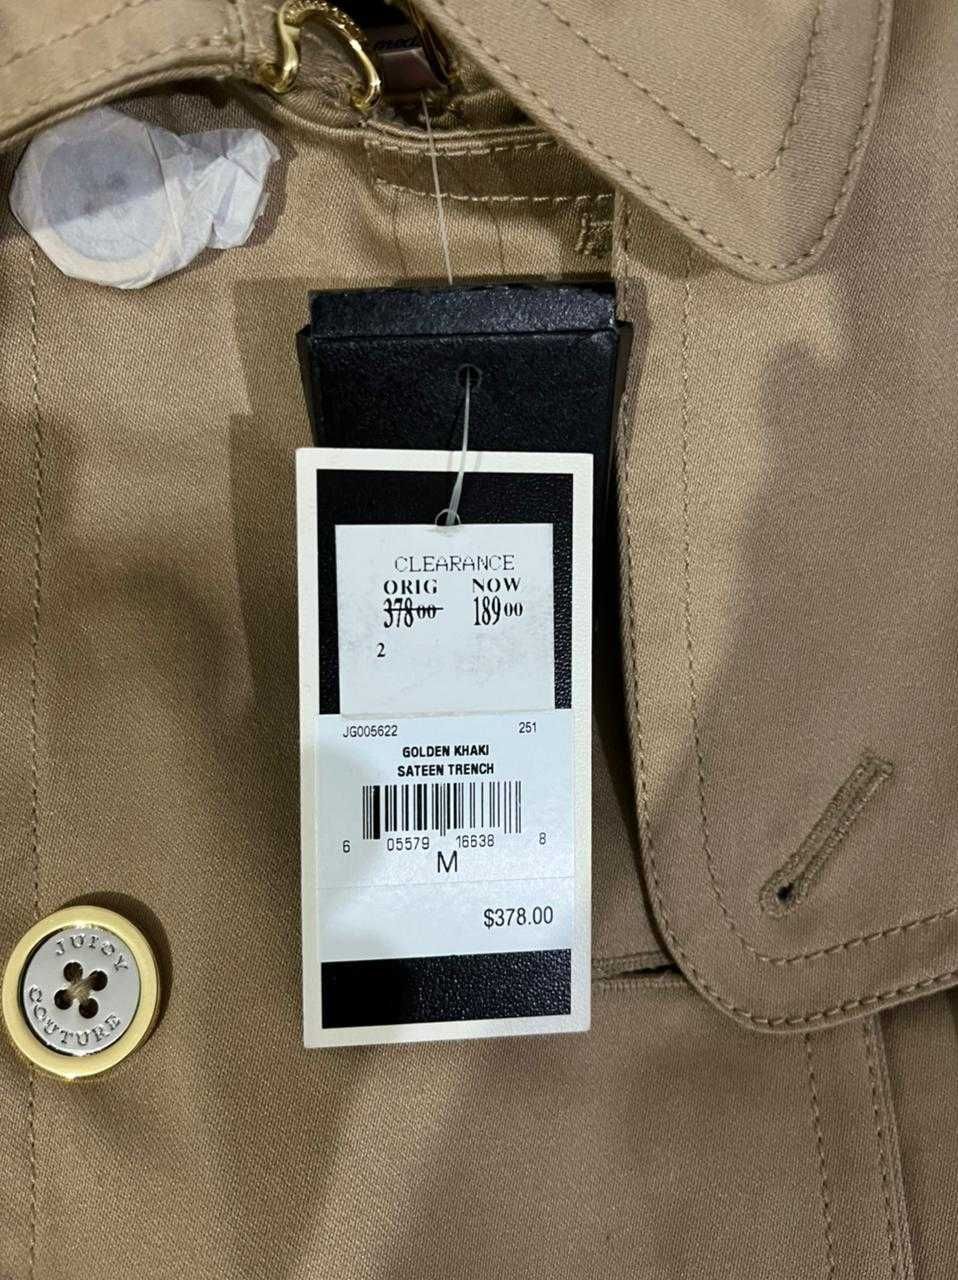 med.
CLEARANCE
ORIG NOW
378 00 189 00
2
JG005622 251
GOLDEN KHAKI
SATEEN TRENCH
6 05579 16638 8
M
$378.00
JUICY
COUTURE